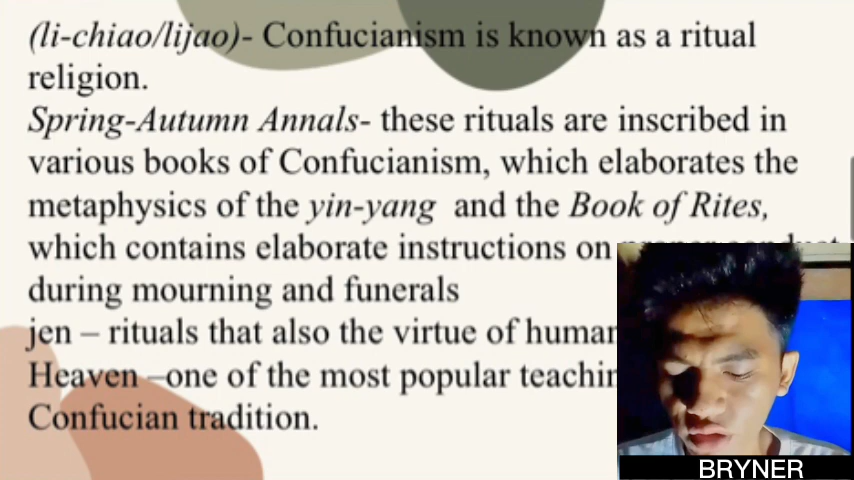 (li-chiao/lijao)- Confucianism is known as a ritual
religion.
Spring-Autumn Annals- these rituals are inscribed in
various books of Confucianism, which elaborates the
metaphysics of the yin-yang and the Book of Rites,
which contains elaborate instructions on
during mourning and funerals
jen – rituals that also the virtue of
Heaven –one of the most popular
Confucian tradition.
BRYNER